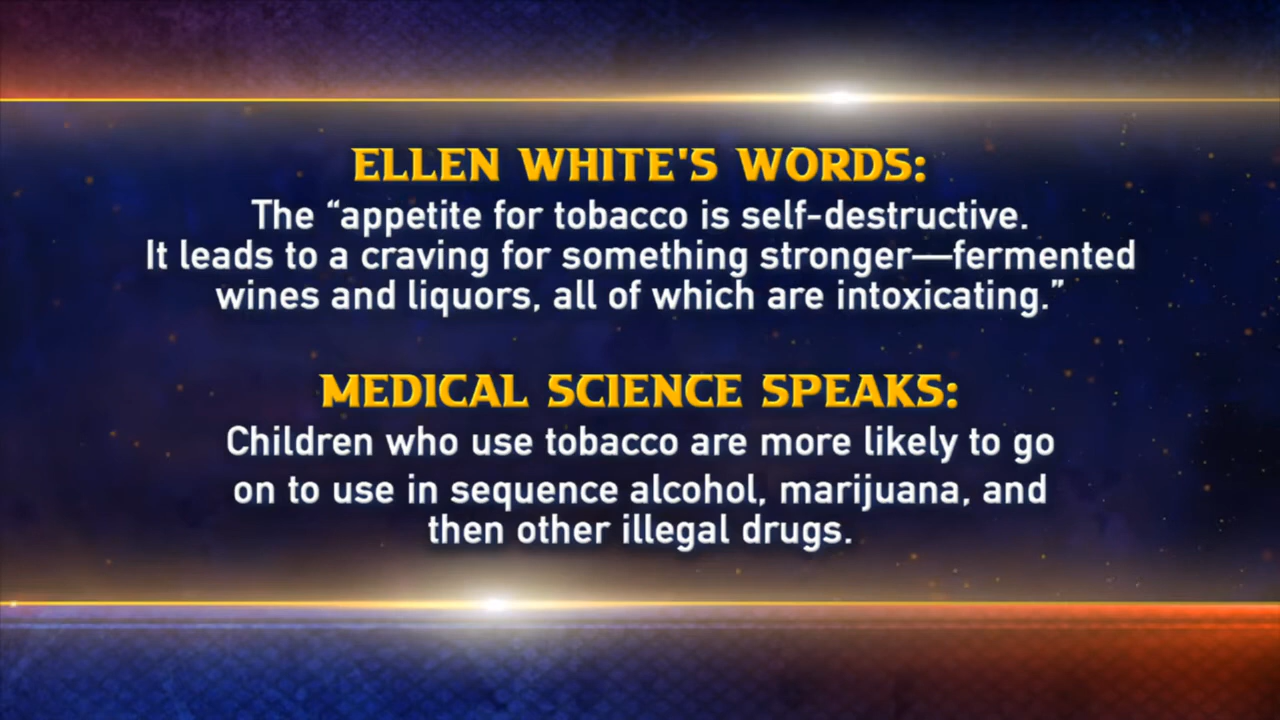 ELLEN WHITE'S WORDS:
The “appetite for tobacco is self-destructive.
It leads to a craving for something stronger—fermented
wines and liquors, all of which are intoxicating.”
MEDICAL SCIENCE SPEAKS:
Children who use tobacco are more likely to go
on to use in sequence alcohol, marijuana, and
then other illegal drugs.